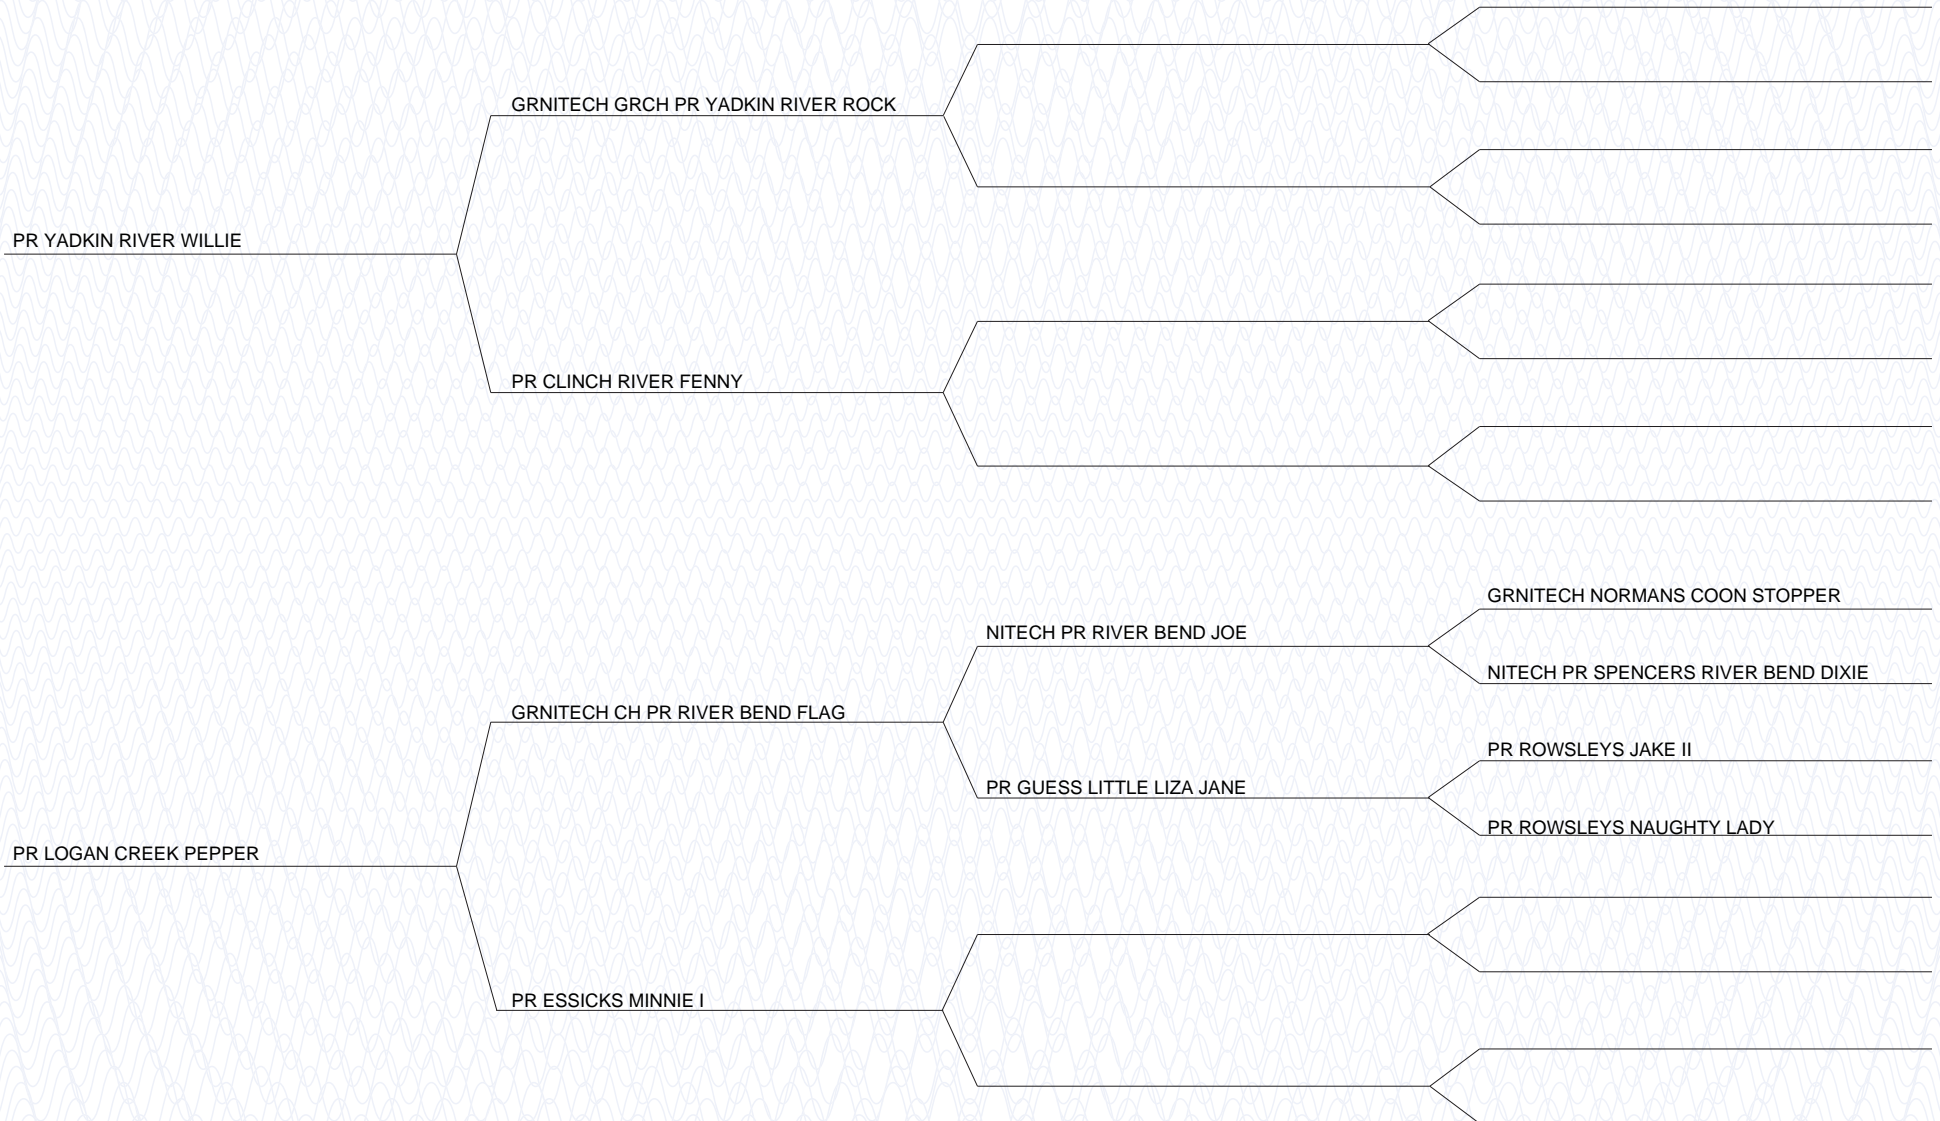 GRNITECH GRCH PR YADKIN RIVER ROCK
PR YADKIN RIVER WILLIE
PR CLINCH RIVER FENNY
GRNITECH NORMANS COON STOPPER
NITECH PR RIVER BEND JOE
NITECH PR SPENCERS RIVER BEND DIXIE
GRNITECH CH PR RIVER BEND FLAG
PR ROWSLEYS JAKE II
PR GUESS LITTLE LIZA JANE
PR ROWSLEYS NAUGHTY LADY
PR LOGAN CREEK PEPPER
PR ESSICKS MINNIE I